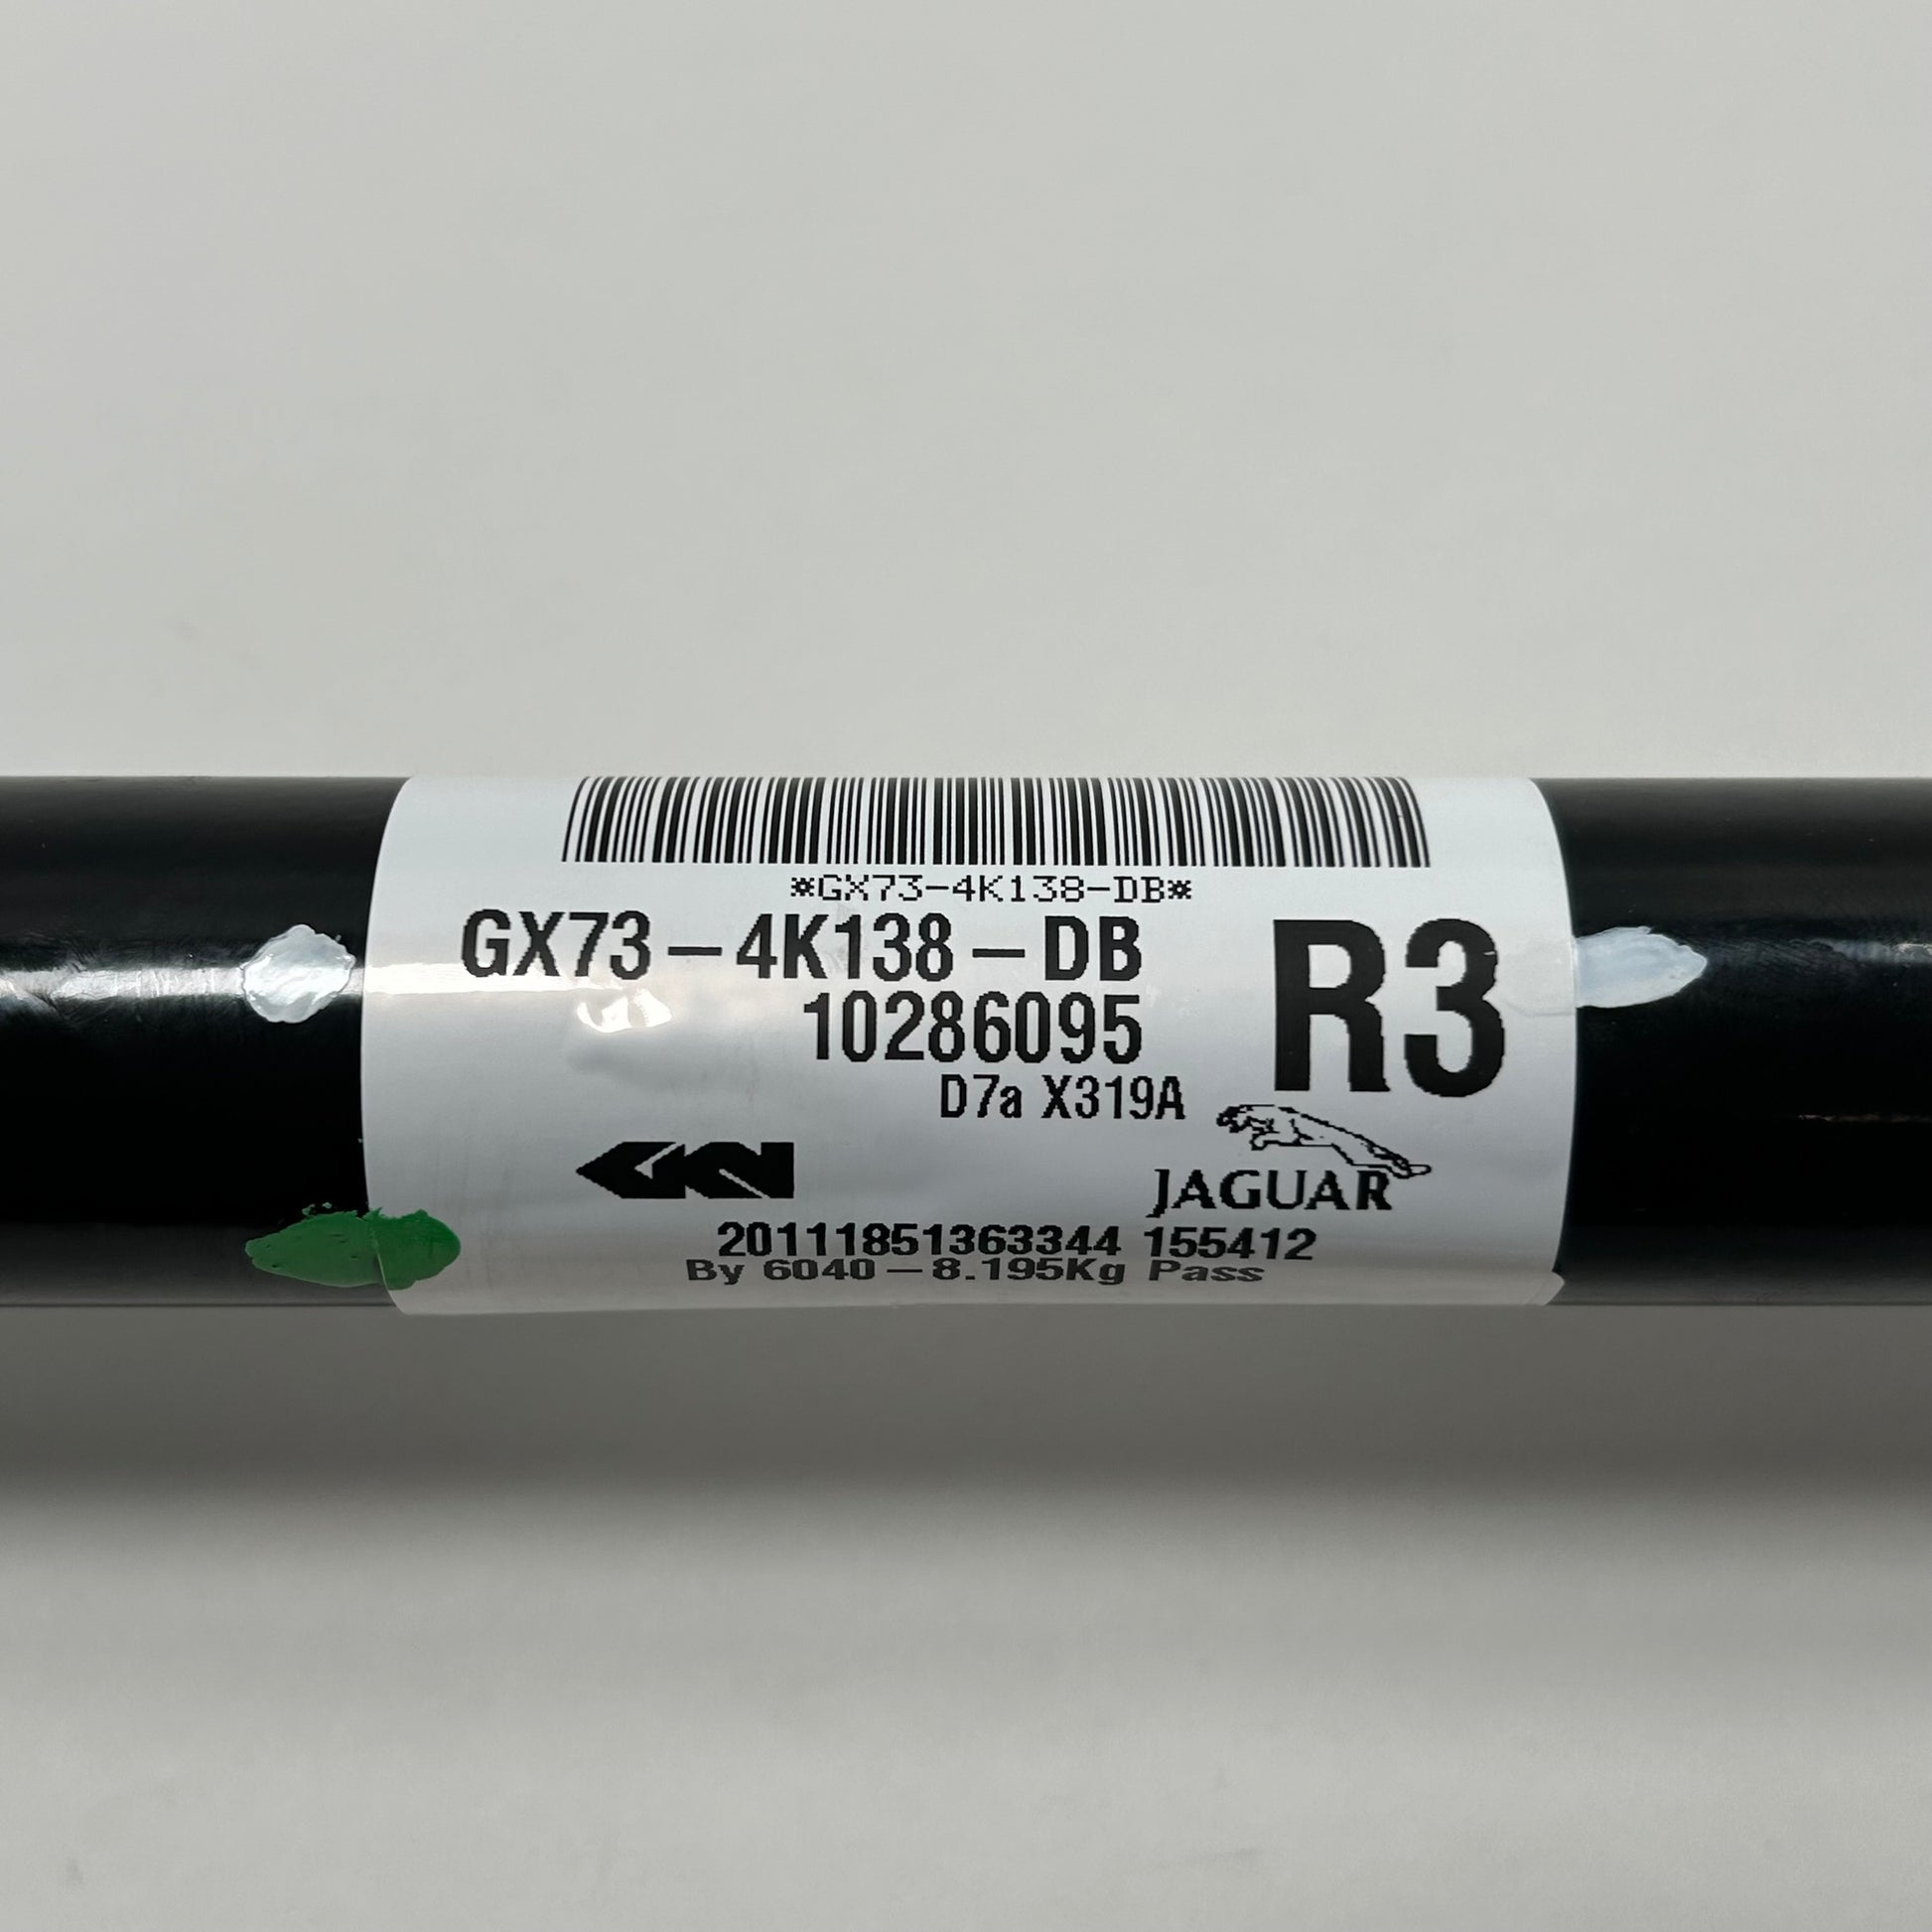 *GX73-4K138-DB*
GX73-4K138-DB
R3
10286095
D7a X319A
GKN
JAGUAR
20111851363344 155412
By 6040-8.195Kg Pass